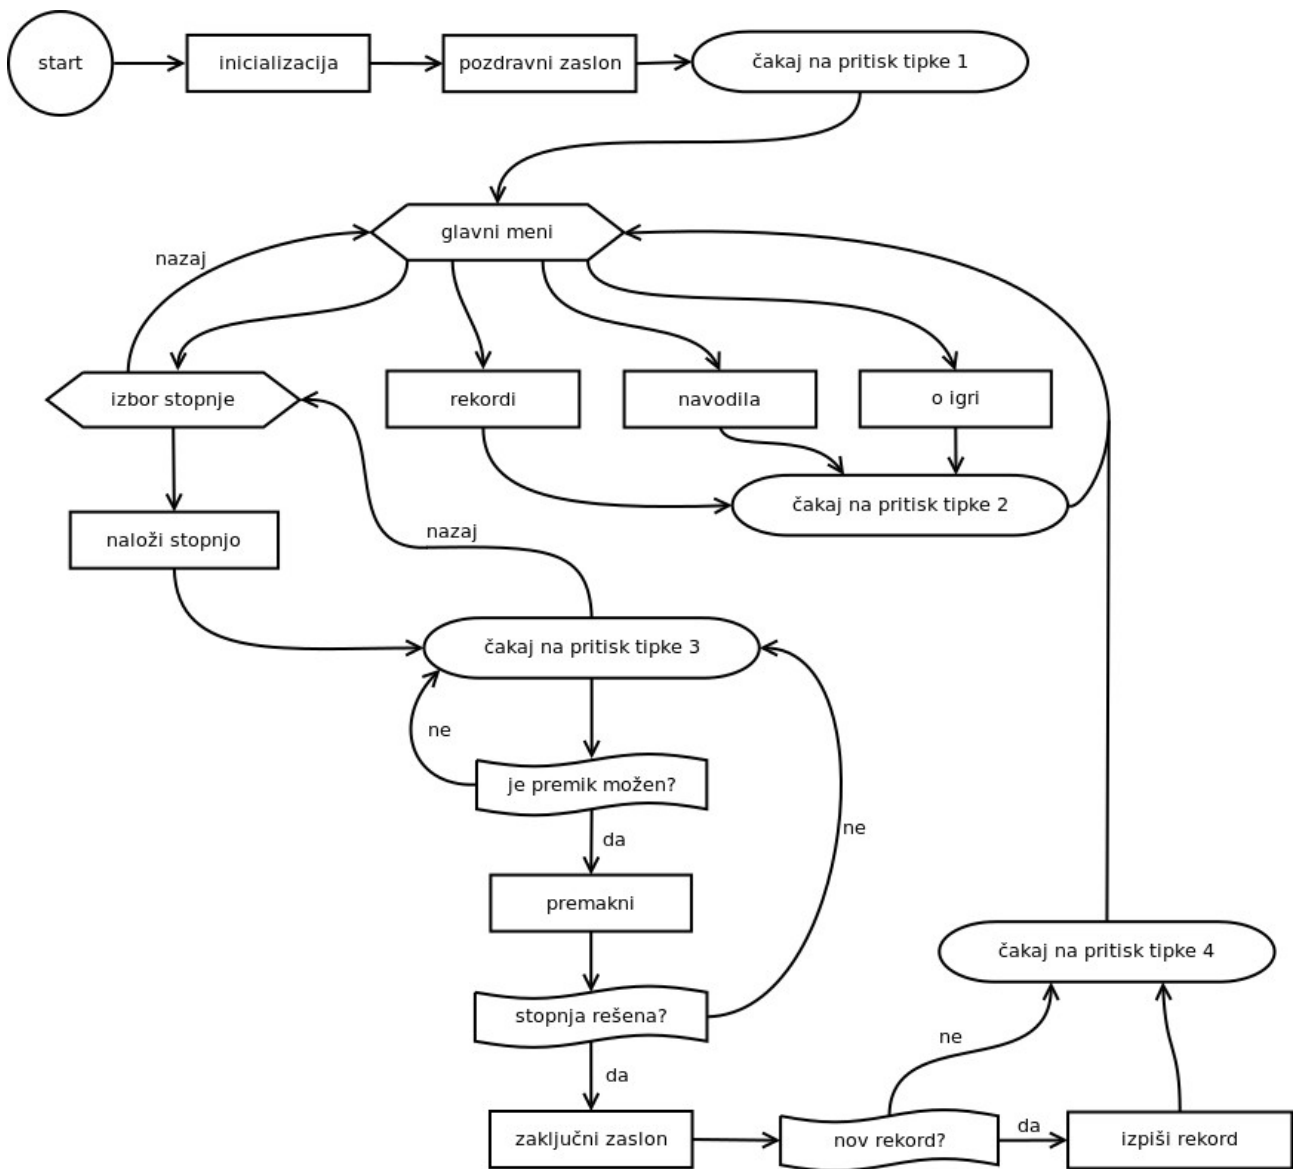 start
inicializacija
pozdravni zaslon
čakaj na pritisk tipke 1
glavni meni
nazaj
izbor stopnje
rekordi
navodila
o igri
čakaj na pritisk tipke 2
naloži stopnjo
nazaj
čakaj na pritisk tipke 3
ne
je premik možen?
da
ne
premakni
čakaj na pritisk tipke 4
stopnja rešena?
ne
da
zaključni zaslon
nov rekord?
da
izpiši rekord